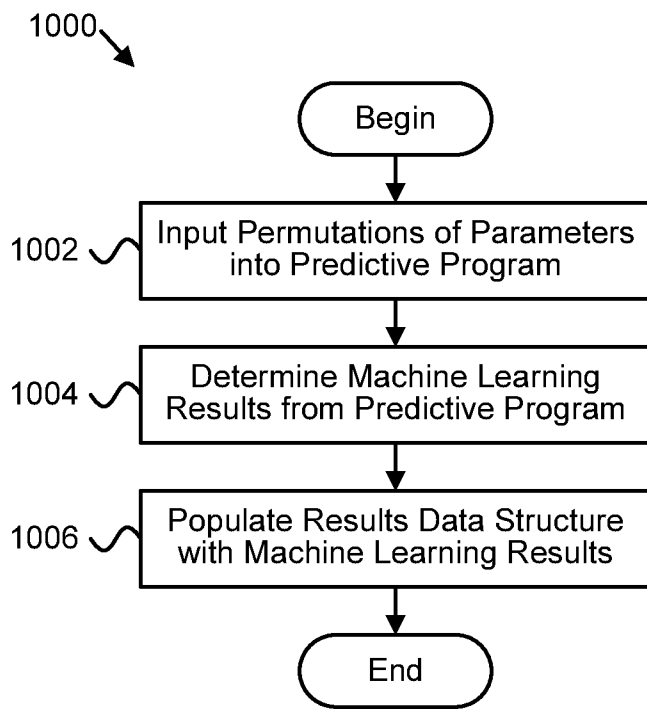 1000
Begin
1002
Input Permutations of Parameters
into Predictive Program
1004
Determine Machine Learning
Results from Predictive Program
1006
Populate Results Data Structure
with Machine Learning Results
End